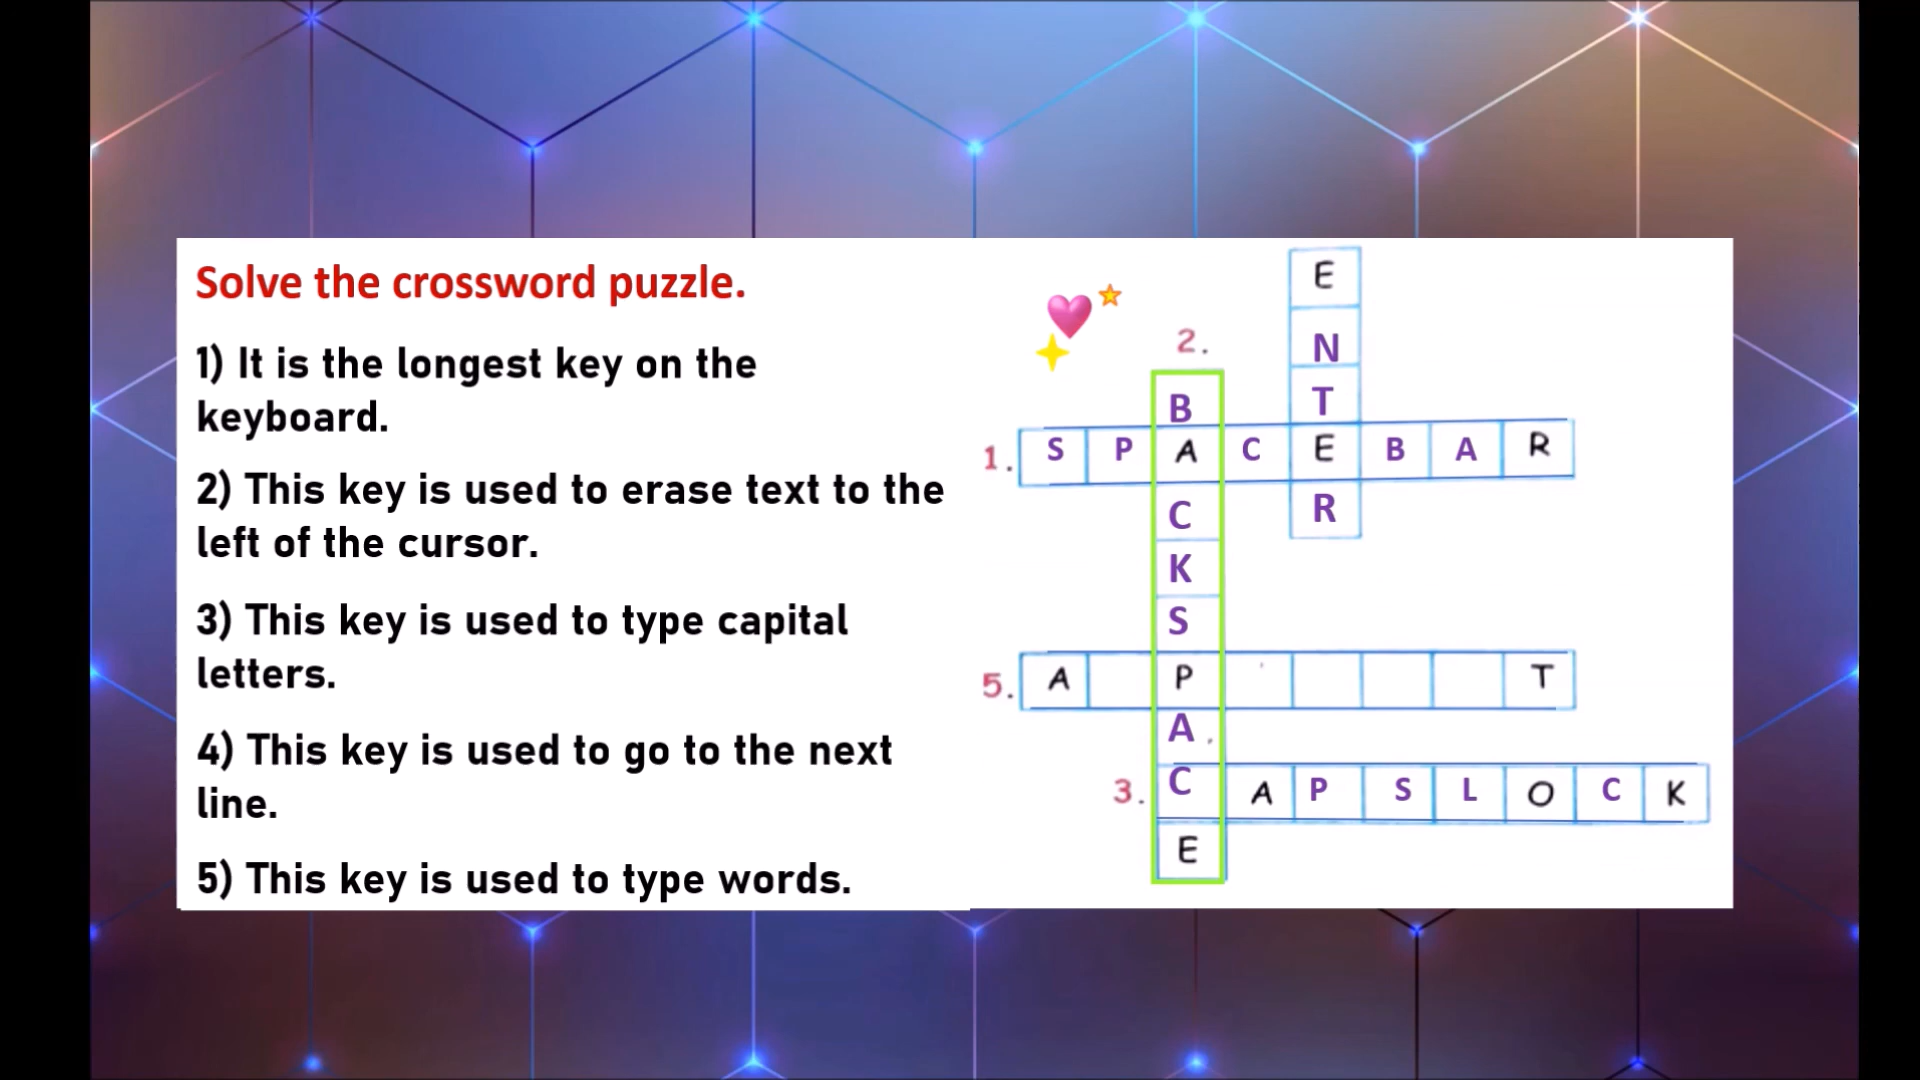 Solve the crossword puzzle.
1) It is the longest key on the
keyboard.
2) This key is used to erase text to the
left of the cursor.
3) This key is used to type capital
letters.
4) This key is used to go to the next
line.
5) This key is used to type words.
E
N
2.
T
B
1. S P A C E B A R
C R
K
S
5. A P T
A
3. C A P S L O C K
E